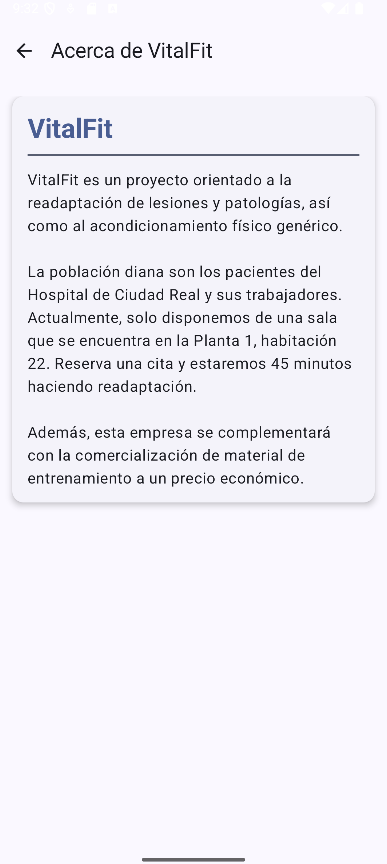 Acerca de VitalFit
VitalFit
VitalFit es un proyecto orientado a la
readaptación de lesiones y patologías, así
como al acondicionamiento físico genérico.
La población diana son los pacientes del
Hospital de Ciudad Real y sus trabajadores.
Actualmente, solo disponemos de una sala
que se encuentra en la Planta 1, habitación
22. Reserva una cita y estaremos 45 minutos
haciendo readaptación.
Además, esta empresa se complementará
con la comercialización de material de
entrenamiento a un precio económico.